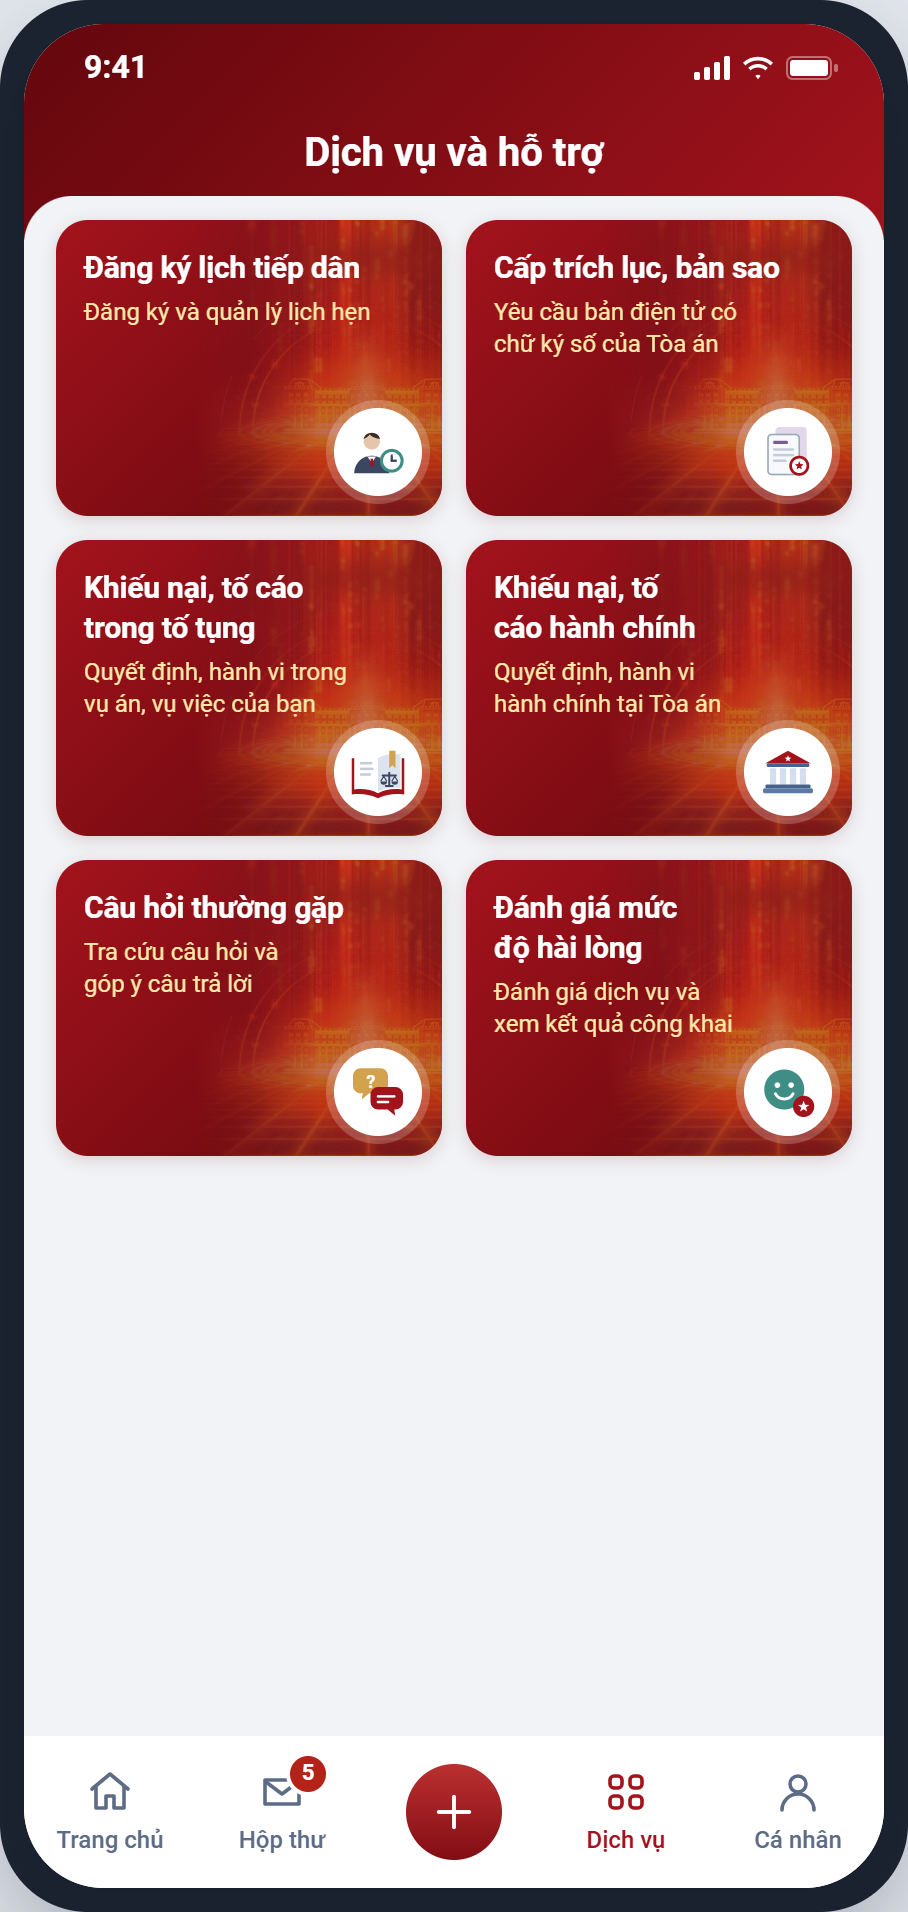 9:41
Dịch vụ và hỗ trợ
Đăng ký lịch tiếp dân
Đăng ký và quản lý lịch hẹn
Cấp trích lục, bản sao
Yêu cầu bản điện tử có
chữ ký số của Tòa án
Khiếu nại, tố cáo
trong tố tụng
Quyết định, hành vi trong
vụ án, vụ việc của bạn
Khiếu nại, tố
cáo hành chính
Quyết định, hành vi
hành chính tại Tòa án
Câu hỏi thường gặp
Tra cứu câu hỏi và
góp ý câu trả lời
?
Đánh giá mức
độ hài lòng
Đánh giá dịch vụ và
xem kết quả công khai
5
Trang chủ
Hộp thư
Dịch vụ
Cá nhân